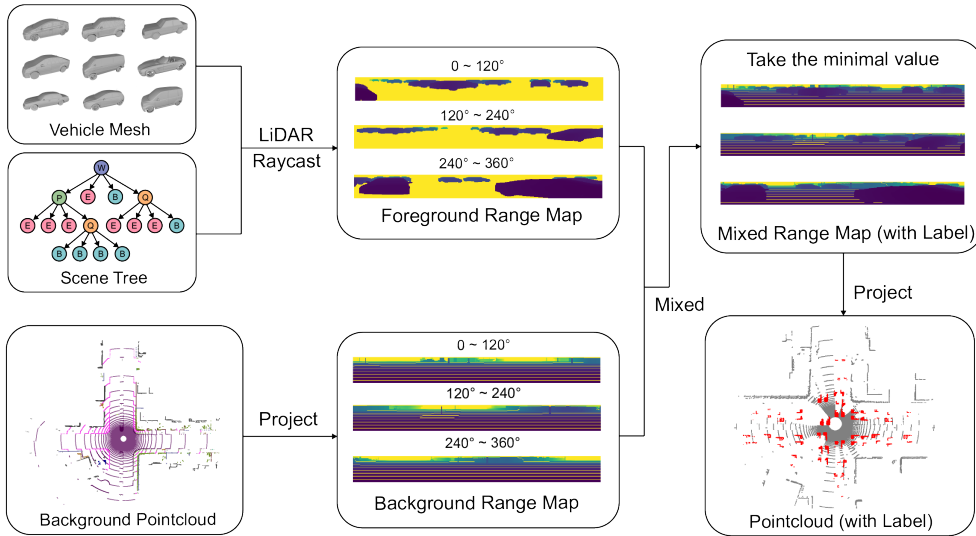 Vehicle Mesh
W
P
E
B
Q
E
E
E
Q
E
E
E
B
B
B
B
B
Scene Tree
LiDAR
Raycast
0 ~ 120°
120° ~ 240°
240° ~ 360°
Foreground Range Map
Background Pointcloud
Project
0 ~ 120°
120° ~ 240°
240° ~ 360°
Background Range Map
Mixed
Take the minimal value
Mixed Range Map (with Label)
Project
Pointcloud (with Label)